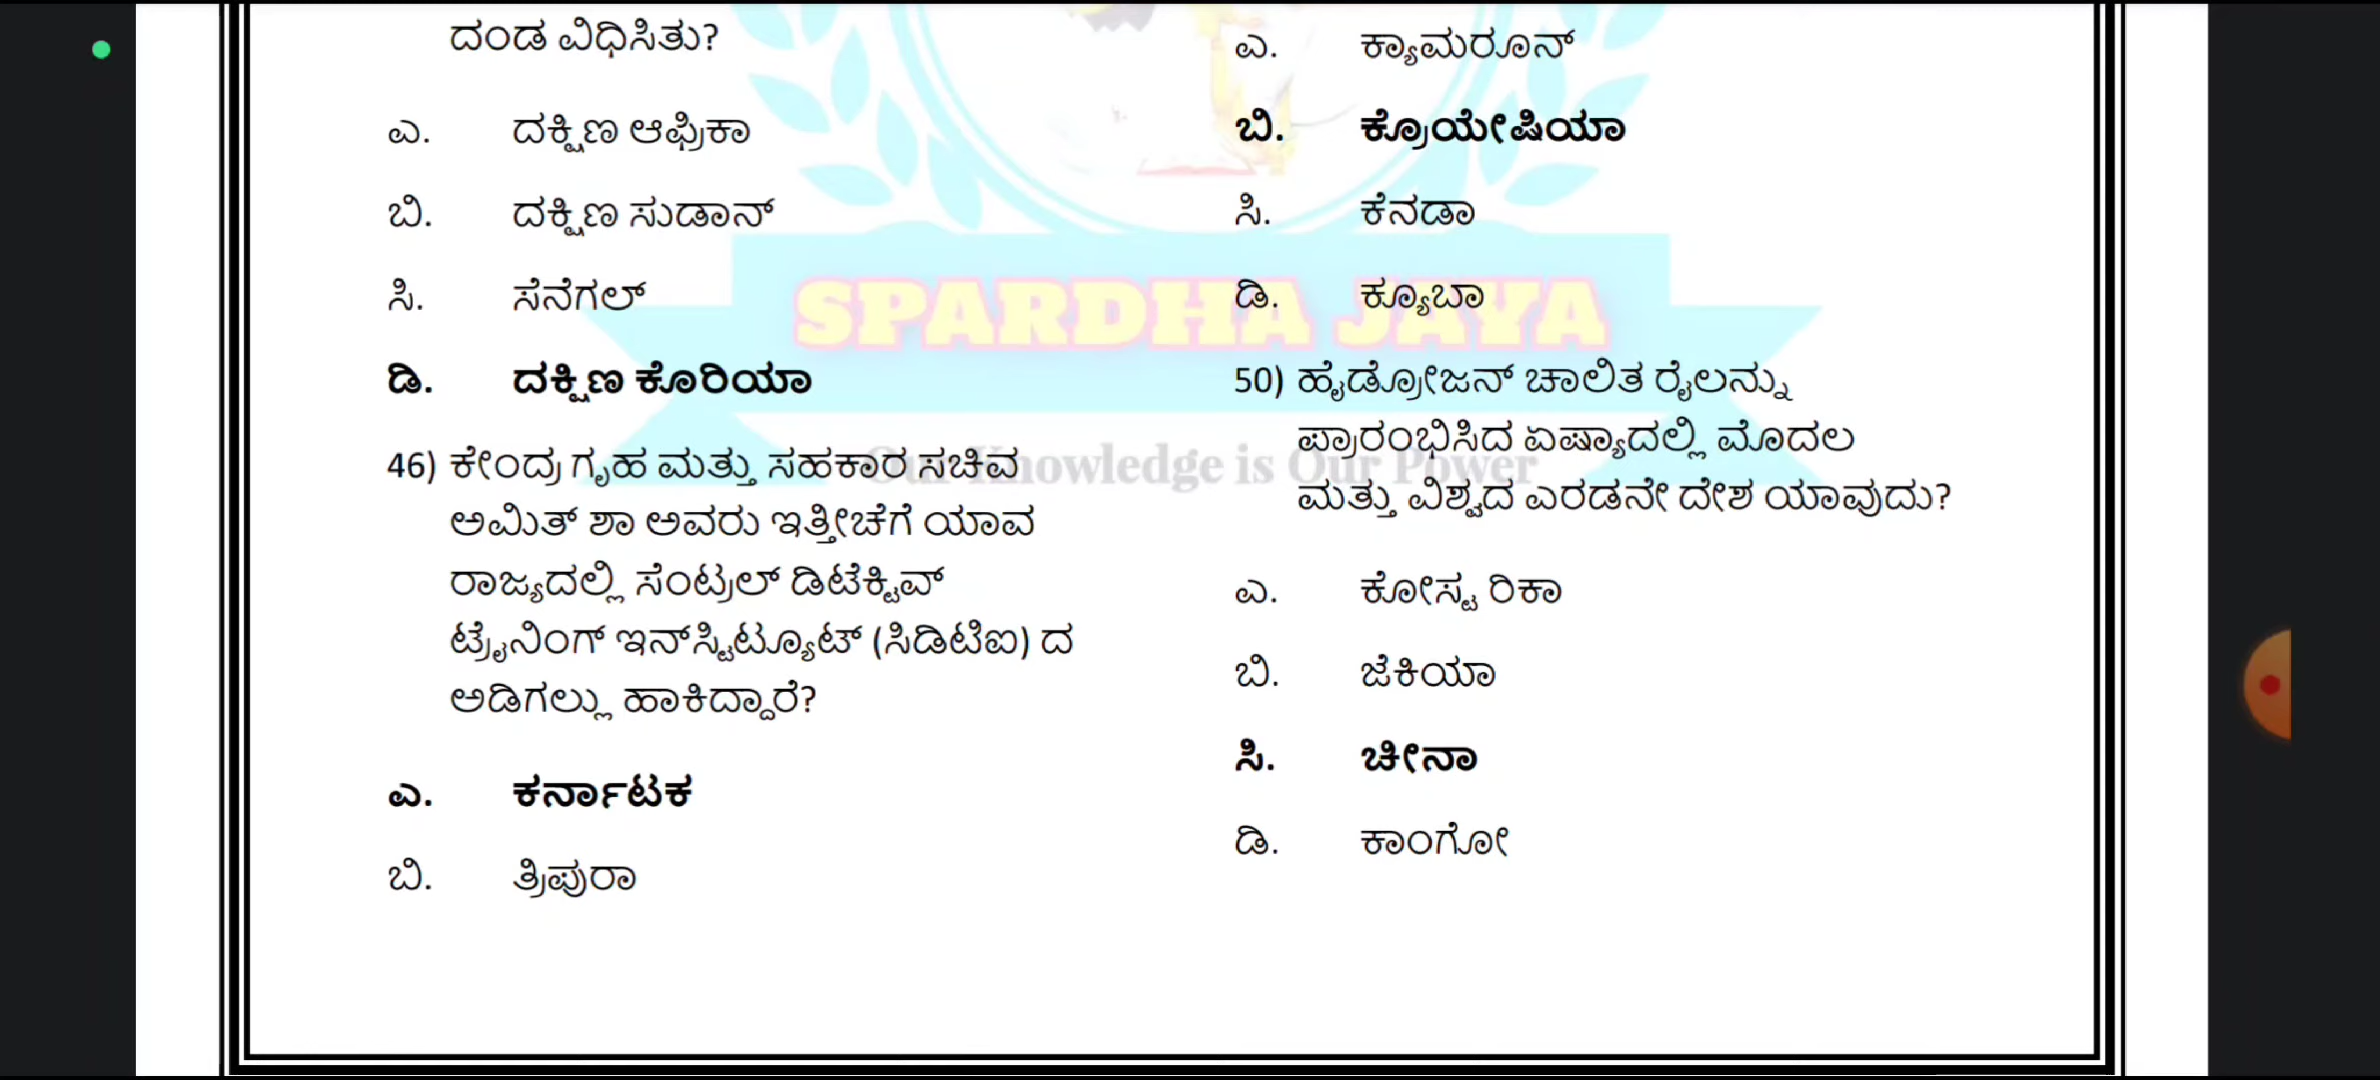 ದಂಡ ವಿಧಿಸಿತು?
ಎ. ದಕ್ಷಿಣ ಆಫ್ರಿಕಾ
ಬಿ. ದಕ್ಷಿಣ ಸುಡಾನ್
ಸಿ. ಸೆನೆಗಲ್
ಡಿ. ದಕ್ಷಿಣ ಕೊರಿಯಾ
46) ಕೇಂದ್ರ ಗೃಹ ಮತ್ತು ಸಹಕಾರ ಸಚಿವ
ಅಮಿತ್ ಶಾ ಅವರು ಇತ್ತೀಚೆಗೆ ಯಾವ
ರಾಜ್ಯದಲ್ಲಿ ಸೆಂಟ್ರಲ್ ಡಿಟೆಕ್ಟಿವ್
ಟ್ರೈನಿಂಗ್ ಇನ್‌ಸ್ಟಿಟ್ಯೂಟ್ (ಸಿಡಿಟಿಐ) ದ
ಅಡಿಗಲ್ಲು ಹಾಕಿದ್ದಾರೆ?
ಎ. ಕರ್ನಾಟಕ
ಬಿ. ತ್ರಿಪುರಾ
ಎ. ಕ್ಯಾಮರೂನ್
ಬಿ. ಕ್ರೊಯೇಷಿಯಾ
ಸಿ. ಕೆನಡಾ
ಡಿ. ಕ್ಯೂಬಾ
50) ಹೈಡ್ರೋಜನ್ ಚಾಲಿತ ರೈಲನ್ನು
ಪ್ರಾರಂಭಿಸಿದ ಏಷ್ಯಾದಲ್ಲಿ ಮೊದಲ
ಮತ್ತು ವಿಶ್ವದ ಎರಡನೇ ದೇಶ ಯಾವುದು?
ಎ. ಕೋಸ್ಟ ರಿಕಾ
ಬಿ. ಜೆಕಿಯಾ
ಸಿ. ಚೀನಾ
ಡಿ. ಕಾಂಗೋ
SPARDHA JAYA
Our Knowledge is Our Power